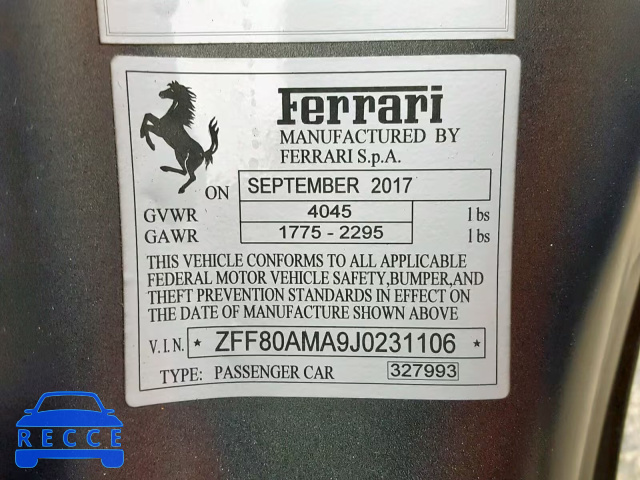 Ferrari
MANUFACTURED BY
FERRARI S.p.A.
ON SEPTEMBER 2017
GVWR 4045 lbs
GAWR 1775 - 2295 lbs
THIS VEHICLE CONFORMS TO ALL APPLICABLE
FEDERAL MOTOR VEHICLE SAFETY,BUMPER,AND
THEFT PREVENTION STANDARDS IN EFFECT ON
THE DATE OF MANUFACTURE SHOWN ABOVE
V.I.N. * ZFF80AMA9J0231106 *
TYPE: PASSENGER CAR 327993
RECCE